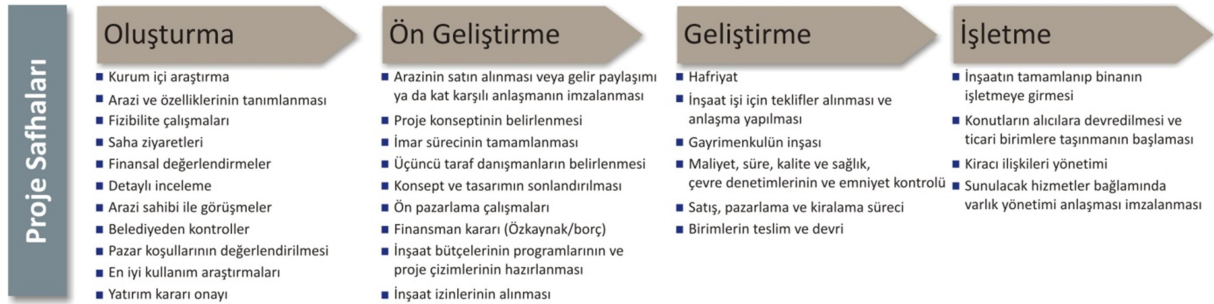 Proje Safhaları
Oluşturma
Kurum içi araştırma
Arazi ve özelliklerinin tanımlanması
Fizibilite çalışmaları
Saha ziyaretleri
Finansal değerlendirmeler
Detaylı inceleme
Arazi sahibi ile görüşmeler
Belediyeden kontroller
Pazar koşullarının değerlendirilmesi
En iyi kullanım araştırmaları
Yatırım kararı onayı
Ön Geliştirme
Arazinin satın alınması veya gelir paylaşımı
ya da kat karşılı anlaşmanın imzalanması
Proje konseptinin belirlenmesi
İmar sürecinin tamamlanması
Üçüncü taraf danışmanların belirlenmesi
Konsept ve tasarımın sonlandırılması
Ön pazarlama çalışmaları
Finansman kararı (Özkaynak/borç)
İnşaat bütçelerinin programlarının ve
proje çizimlerinin hazırlanması
İnşaat izinlerinin alınması
Geliştirme
Hafriyat
İnşaat işi için teklifler alınması ve
anlaşma yapılması
Gayrimenkulün inşası
Maliyet, süre, kalite ve sağlık,
çevre denetimlerinin ve emniyet kontrolü
Satış, pazarlama ve kiralama süreci
Birimlerin teslim ve devri
İşletme
İnşaatın tamamlanıp binanın
işletmeye girmesi
Konutların alıcılara devredilmesi ve
ticari birimlere taşınmanın başlaması
Kiracı ilişkileri yönetimi
Sunulacak hizmetler bağlamında
varlık yönetimi anlaşması imzalanması